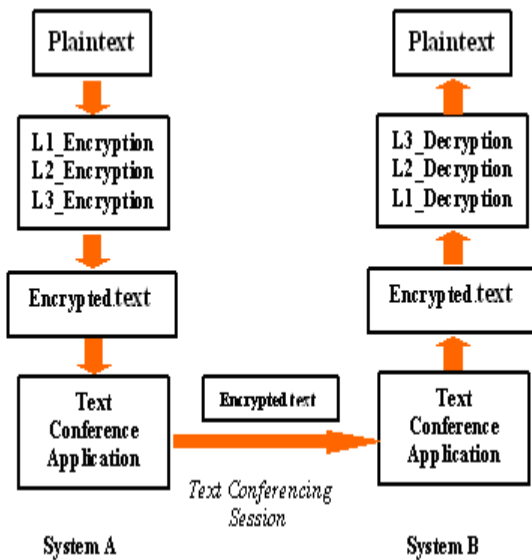 Plaintext
L1_Encryption
L2_Encryption
L3_Encryption
Encrypted.text
Text
Conference
Application
System A
Encrypted.text
Text Conferencing
Session
Plaintext
L3_Decryption
L2_Decryption
L1_Decryption
Encrypted.text
Text
Conference
Application
System B